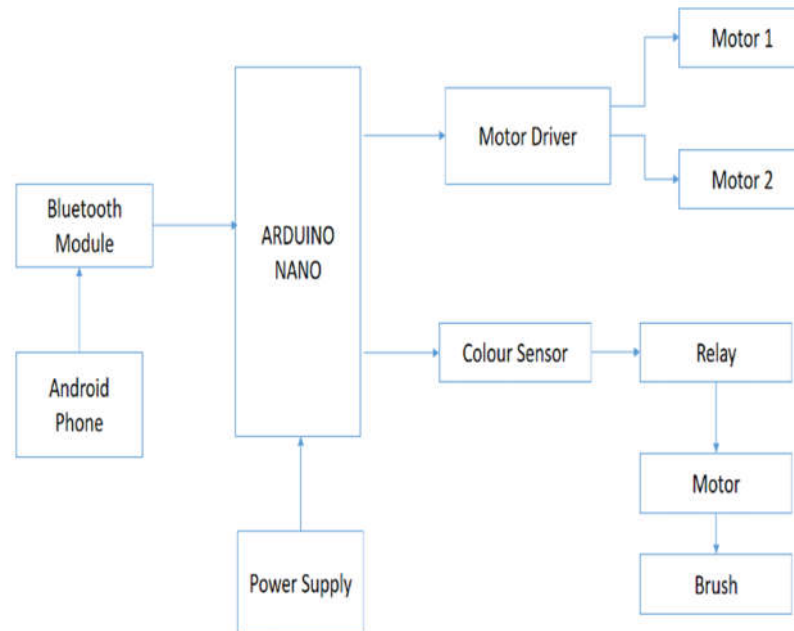 Motor 1
Motor Driver
Motor 2
Bluetooth
Module
ARDUINO
NANO
Colour Sensor
Relay
Android
Phone
Motor
Power Supply
Brush